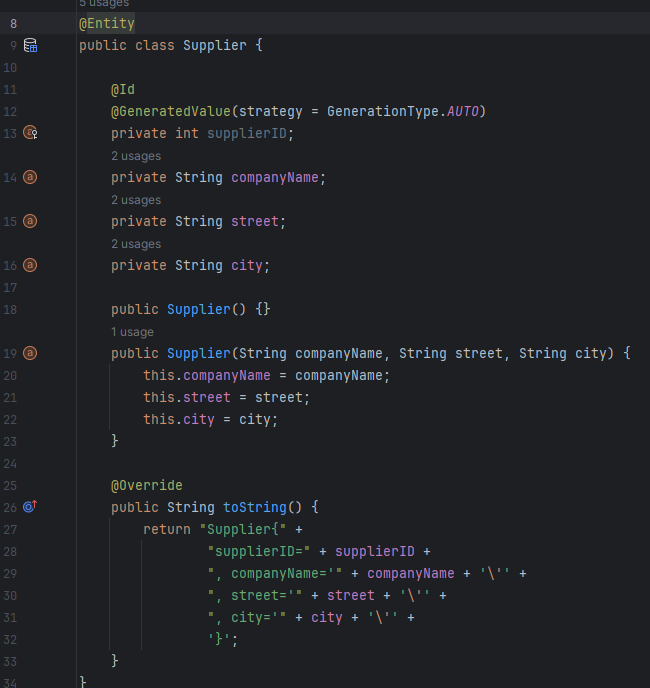 5 usages
8 @Entity
9 public class Supplier {
10
11 @Id
12 @GeneratedValue(strategy = GenerationType.AUTO)
13 private int supplierID;
2 usages
14 private String companyName;
2 usages
15 private String street;
2 usages
16 private String city;
17
18 public Supplier() {}
1 usage
19 public Supplier(String companyName, String street, String city) {
20 this.companyName = companyName;
21 this.street = street;
22 this.city = city;
23 }
24
25 @Override
26 public String toString() {
27 return "Supplier{" +
28 "supplierID=" + supplierID +
29 ", companyName='" + companyName + '\'' +
30 ", street='" + street + '\'' +
31 ", city='" + city + '\'' +
32 '}';
33 }
34 }